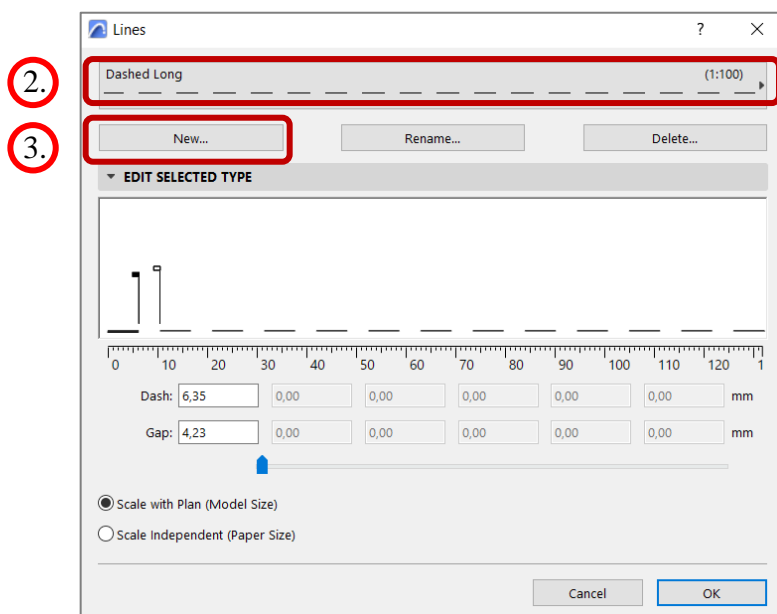 Lines ?
2. Dashed Long (1:100)
3. New... Rename... Delete...
EDIT SELECTED TYPE
0 10 20 30 40 50 60 70 80 90 100 110 120 1
Dash: 6,35 0,00 0,00 0,00 0,00 0,00 mm
Gap: 4,23 0,00 0,00 0,00 0,00 0,00 mm
Scale with Plan (Model Size)
Scale Independent (Paper Size)
Cancel OK